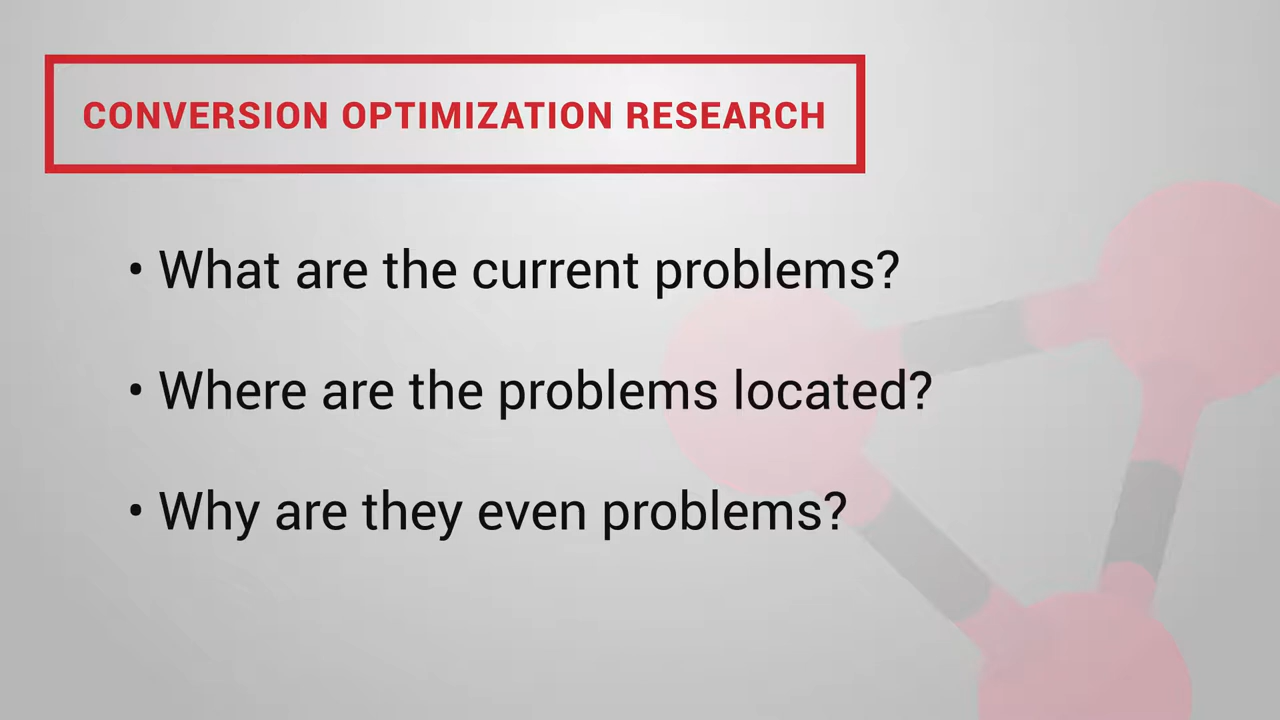 CONVERSION OPTIMIZATION RESEARCH
• What are the current problems?
• Where are the problems located?
• Why are they even problems?